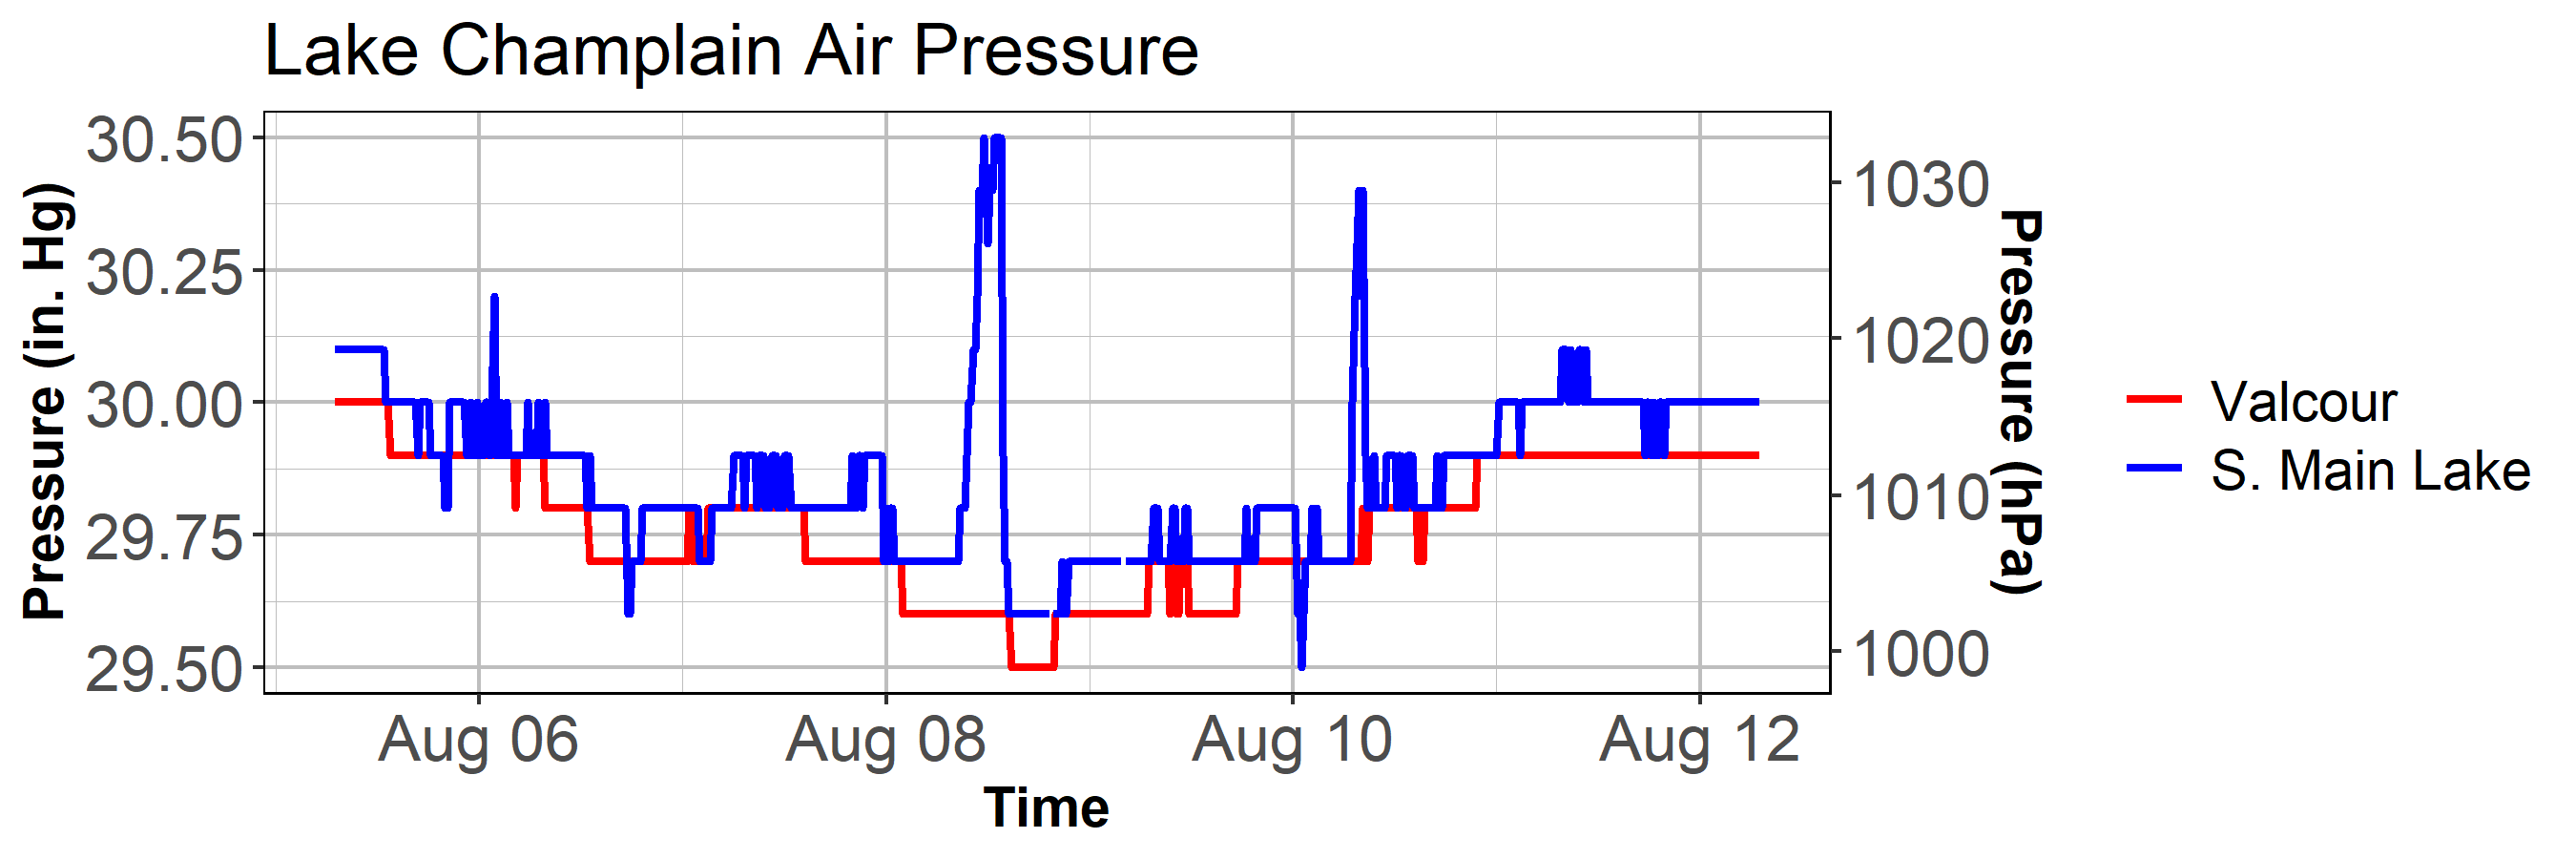 Lake Champlain Air Pressure
Pressure (in. Hg)
30.50
30.25
30.00
29.75
29.50
1030
1020
1010
1000
Pressure (hPa)
Aug 06
Aug 08
Aug 10
Aug 12
Time
Valcour
S. Main Lake